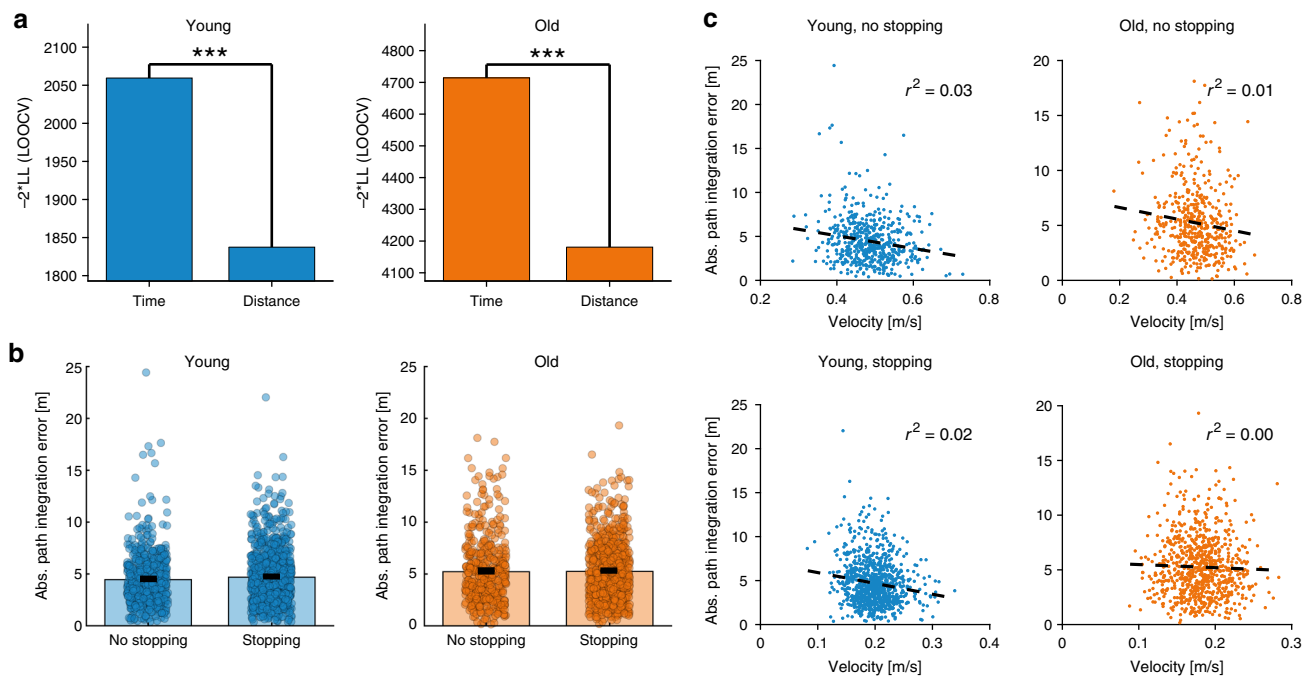 a
Young
***
–2*LL (LOOCV)
2100
2050
2000
1950
1900
1850
1800
Time
Distance
Old
***
–2*LL (LOOCV)
4800
4700
4600
4500
4400
4300
4200
4100
Time
Distance
b
Young
Abs. path integration error [m]
25
20
15
10
5
0
No stopping
Stopping
Old
Abs. path integration error [m]
25
20
15
10
5
0
No stopping
Stopping
c
Young, no stopping
r² = 0.03
Abs. path integration error [m]
25
20
15
10
5
0
0.2 0.4 0.6 0.8
Velocity [m/s]
Old, no stopping
r² = 0.01
20
15
10
5
0
0 0.2 0.4 0.6 0.8
Velocity [m/s]
Young, stopping
r² = 0.02
Abs. path integration error [m]
25
20
15
10
5
0
0 0.1 0.2 0.3 0.4
Velocity [m/s]
Old, stopping
r² = 0.00
20
15
10
5
0
0 0.1 0.2 0.3
Velocity [m/s]